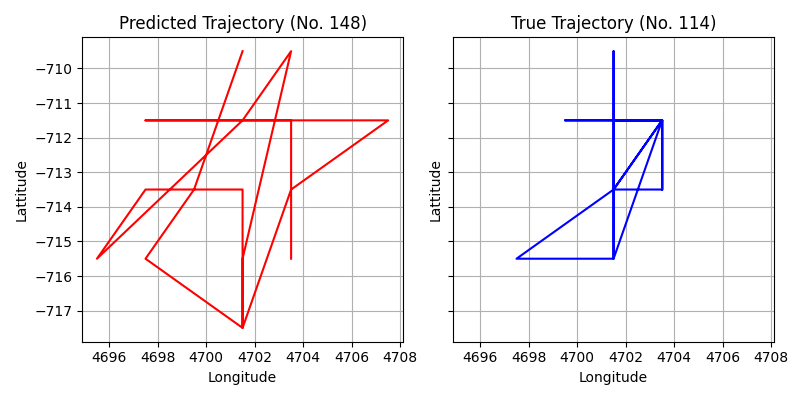 Predicted Trajectory (No. 148)
True Trajectory (No. 114)
−710
−711
−712
−713
−714
−715
−716
−717
Lattitude
Lattitude
4696 4698 4700 4702 4704 4706 4708
4696 4698 4700 4702 4704 4706 4708
Longitude
Longitude